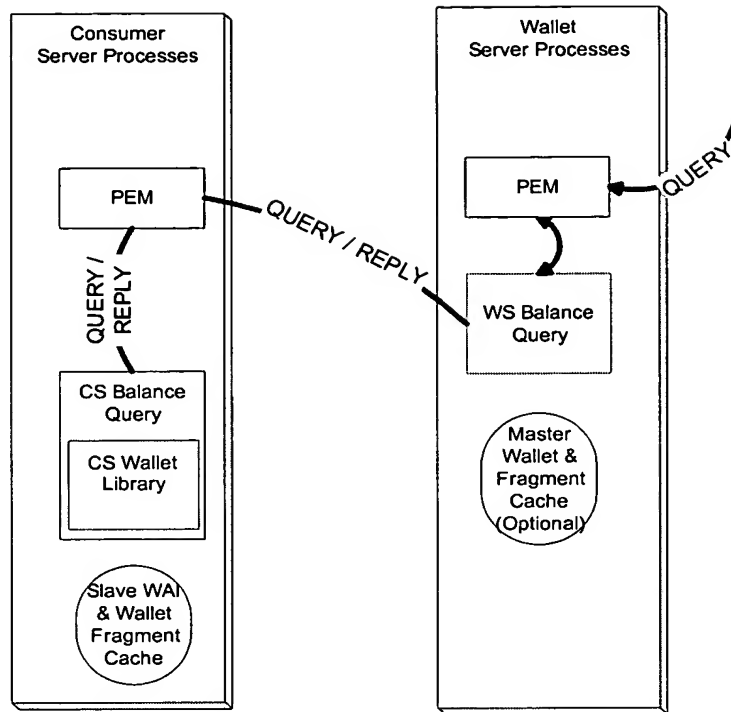 Consumer
Server Processes
PEM
QUERY /
REPLY
CS Balance
Query
CS Wallet
Library
Slave WAI
& Wallet
Fragment
Cache
QUERY / REPLY
Wallet
Server Processes
PEM
QUERY
WS Balance
Query
Master
Wallet &
Fragment
Cache
(Optional)